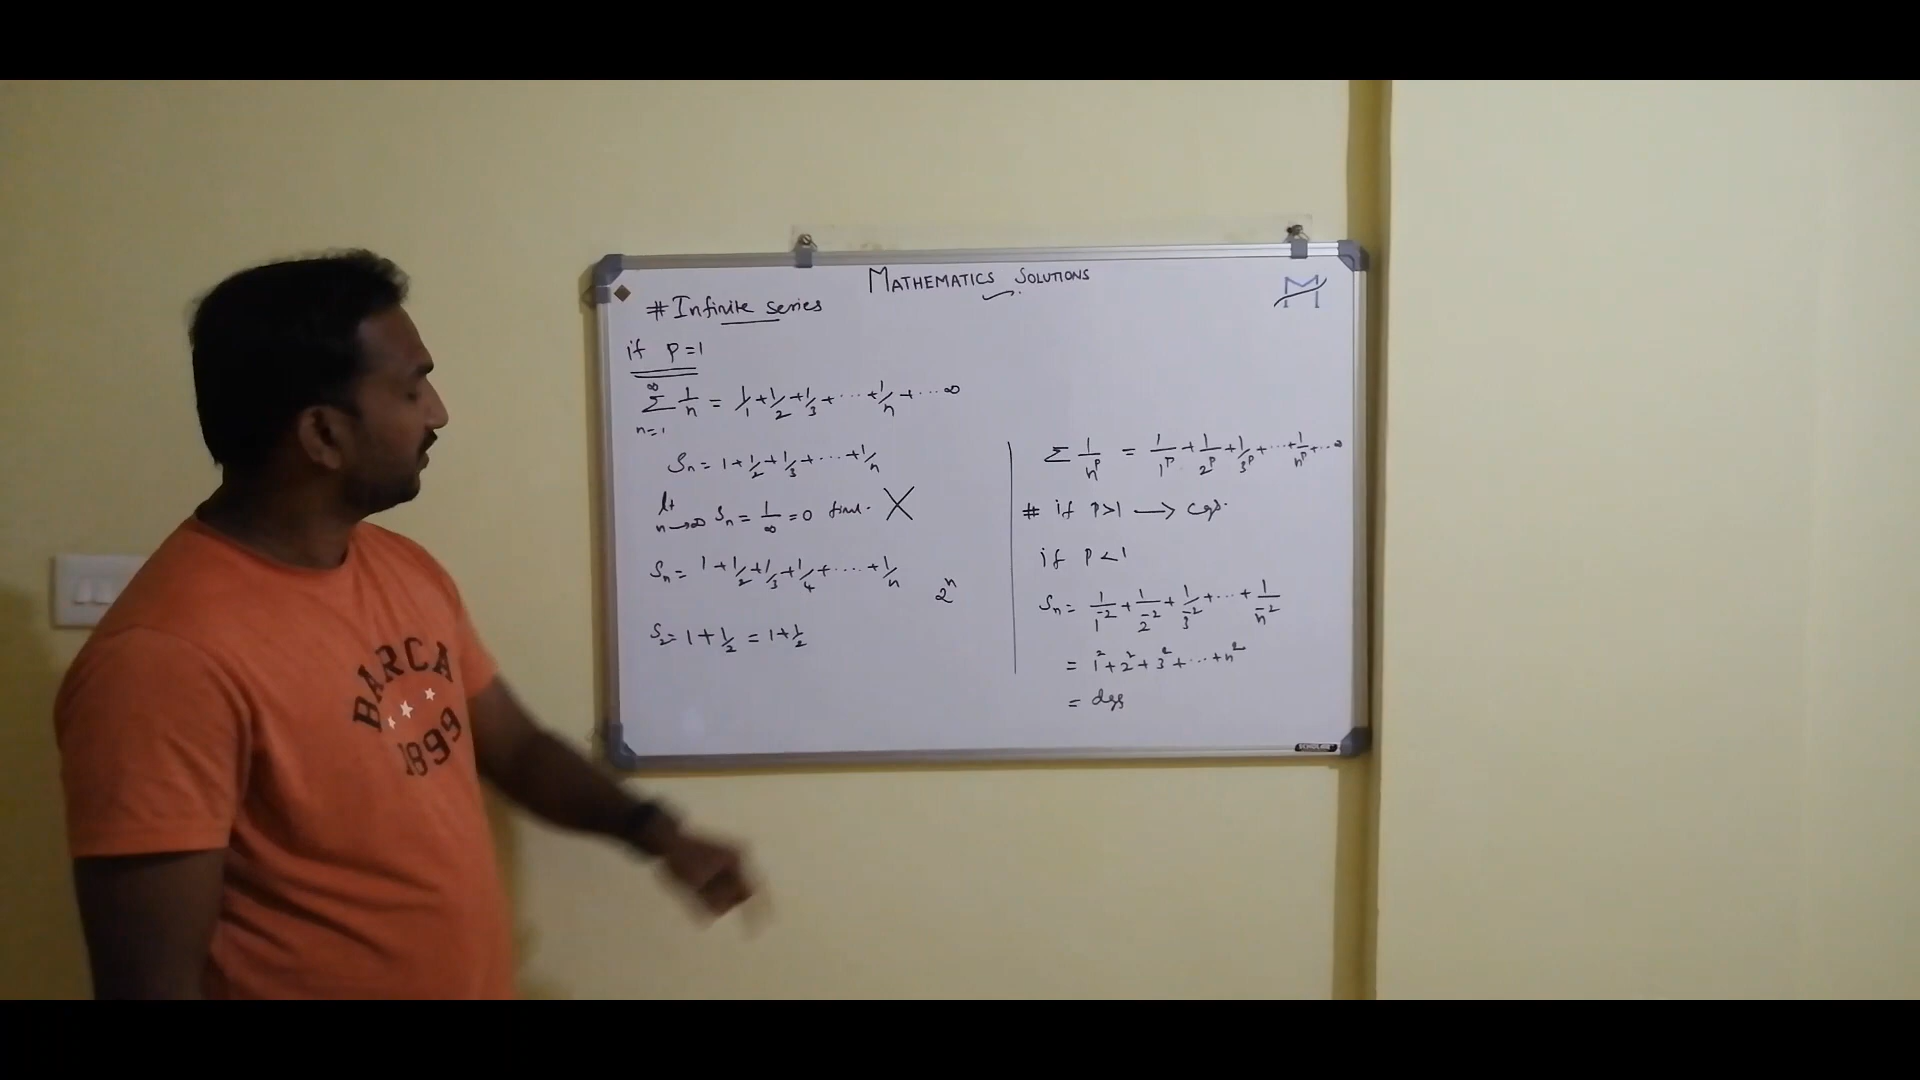 MATHEMATICS SOLUTIONS
# Infinite series
if P=1
∞ Σ n=1 1/n = 1/1 + 1/2 + 1/3 + ... + 1/n + ... ∞
Sn = 1 + 1/2 + 1/3 + ... + 1/n
lt n→∞ Sn = 1/∞ = 0 X
Sn = 1 + 1/2 + 1/3 + 1/4 + .... + 1/n
2^n
S2 = 1 + 1/2 = 1 + 1/2
Σ 1/n^P = 1/1^P + 1/2^P + 1/3^P + ... + 1/n^P + ... ∞
# if P>1 → cgs.
if P<1
Sn = 1/1^-2 + 1/2^-2 + 1/3^-2 + ... + 1/n^-2
= 1^2 + 2^2 + 3^2 + ... + n^2
= dgs
BARCA
1899
SCHOLAR
M